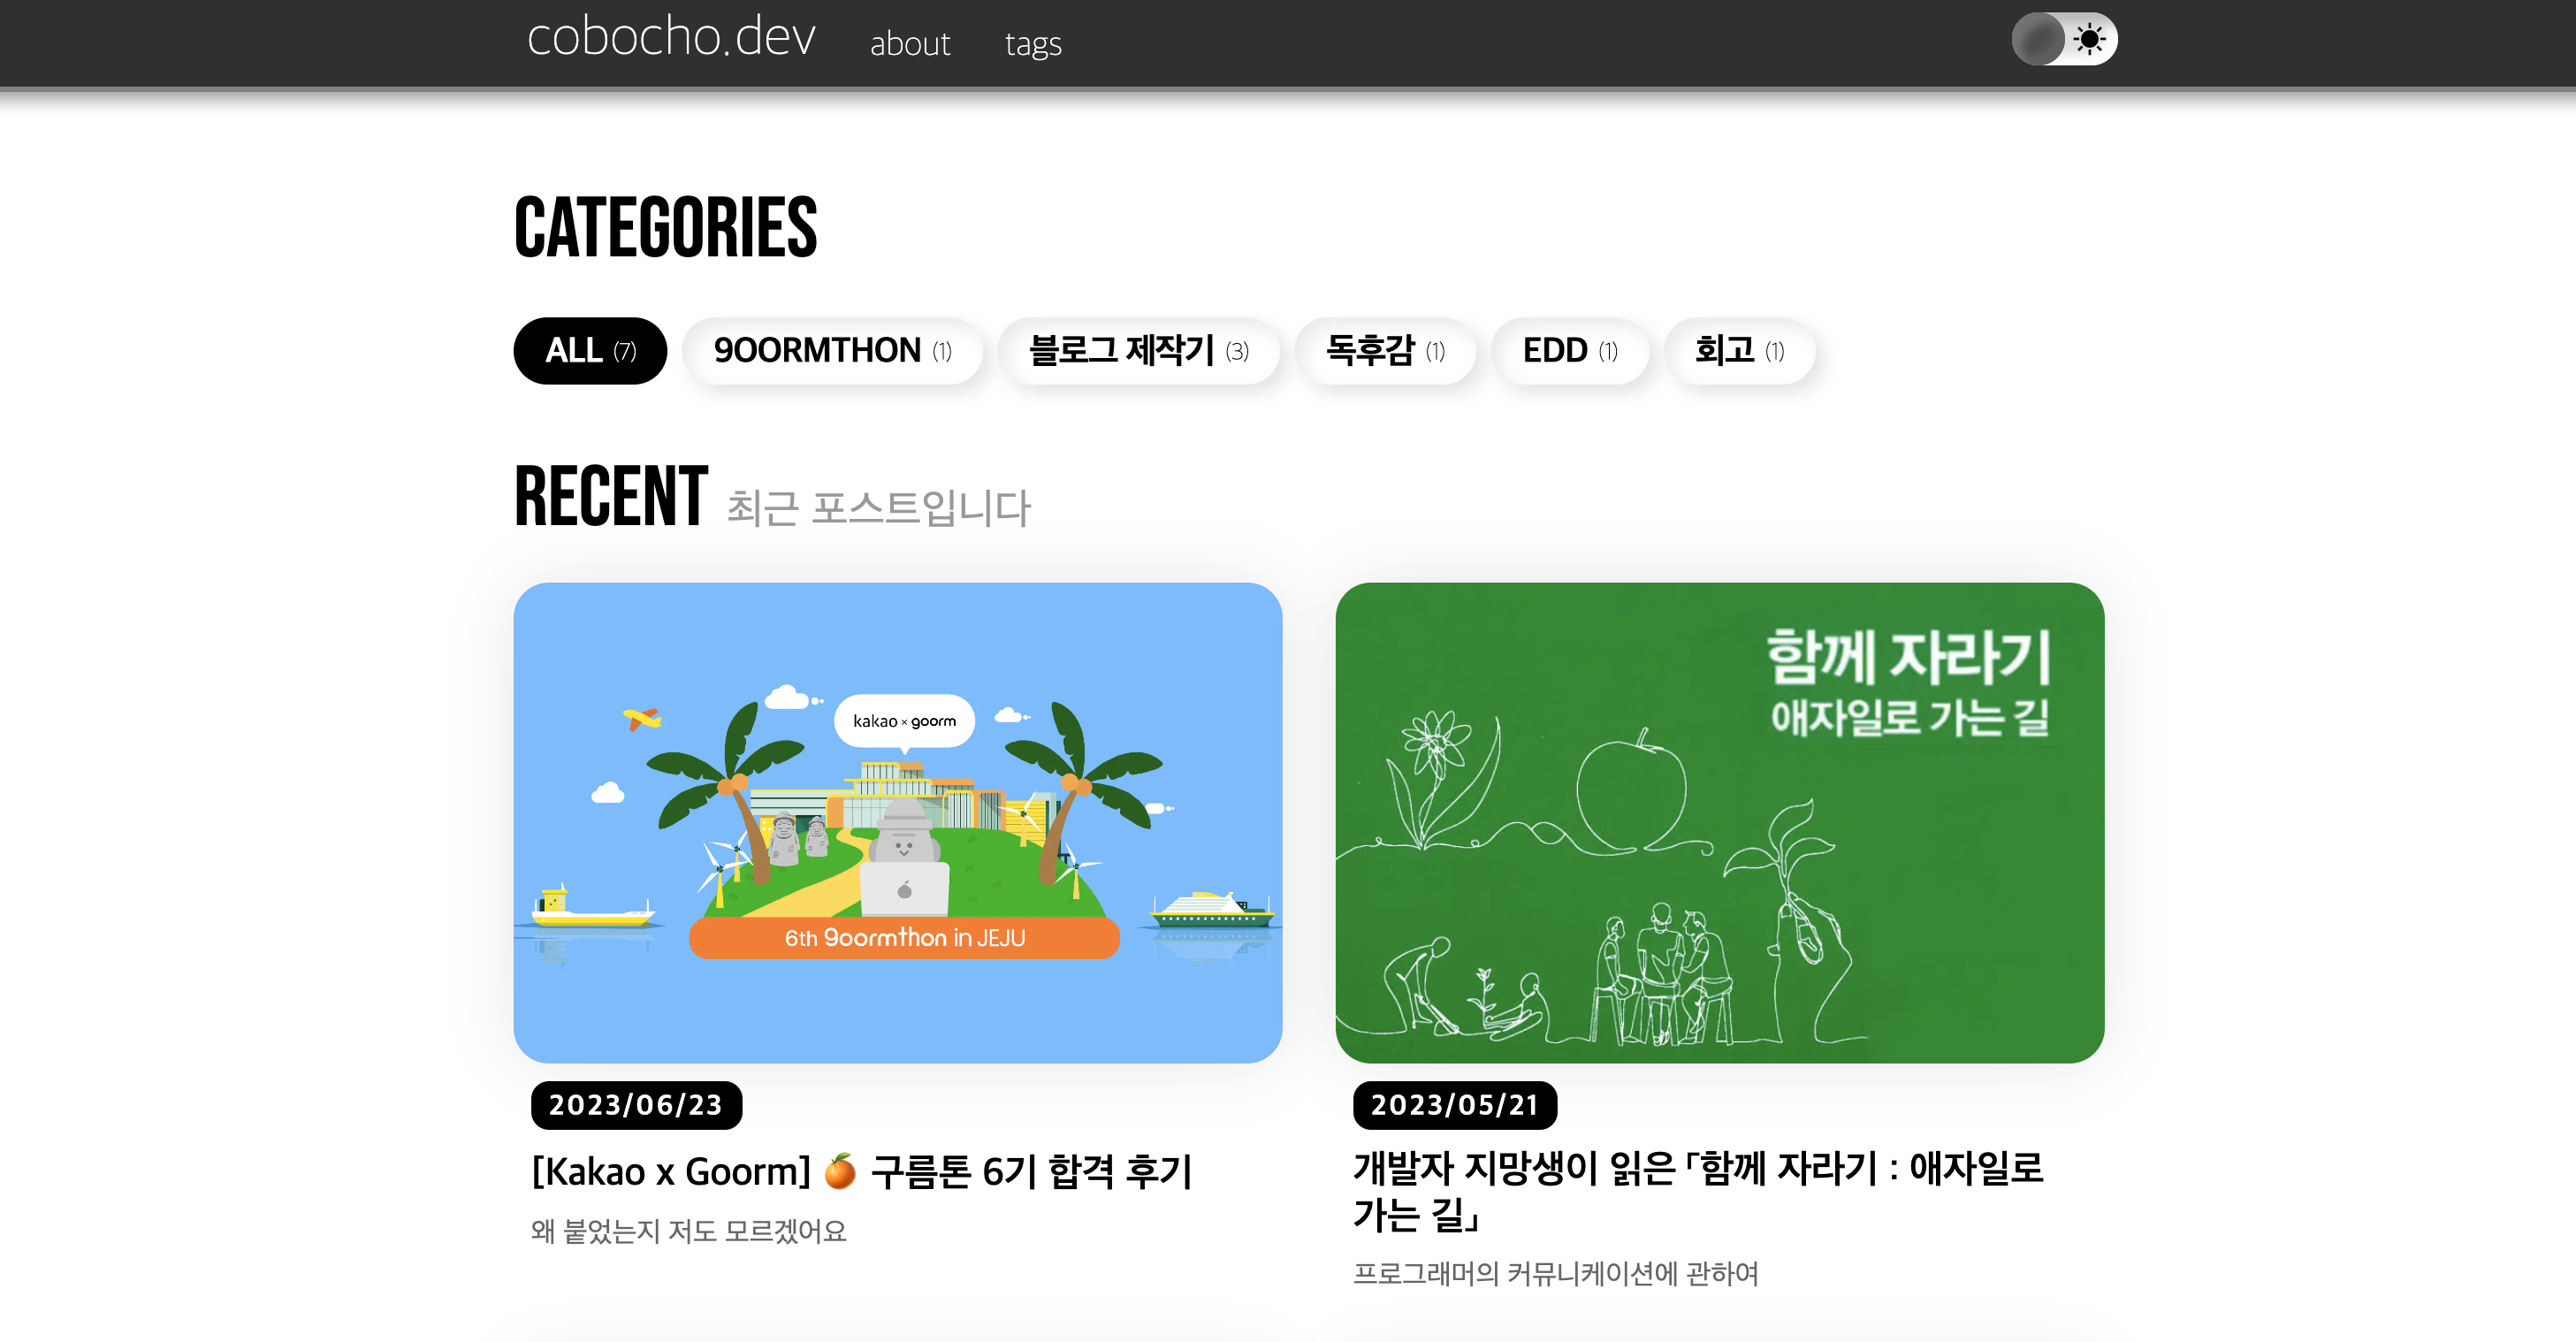 cobocho.dev about tags
CATEGORIES
ALL (7) 9OORMTHON (1) 블로그 제작기 (3) 독후감 (1) EDD (1) 회고 (1)
RECENT 최근 포스트입니다
kakao × goorm
6th 9oormthon in JEJU
함께 자라기
애자일로 가는 길
2023/06/23
[Kakao x Goorm] 🍊 구름톤 6기 합격 후기
왜 붙었는지 저도 모르겠어요
2023/05/21
개발자 지망생이 읽은 「함께 자라기 : 애자일로
가는 길」
프로그래머의 커뮤니케이션에 관하여